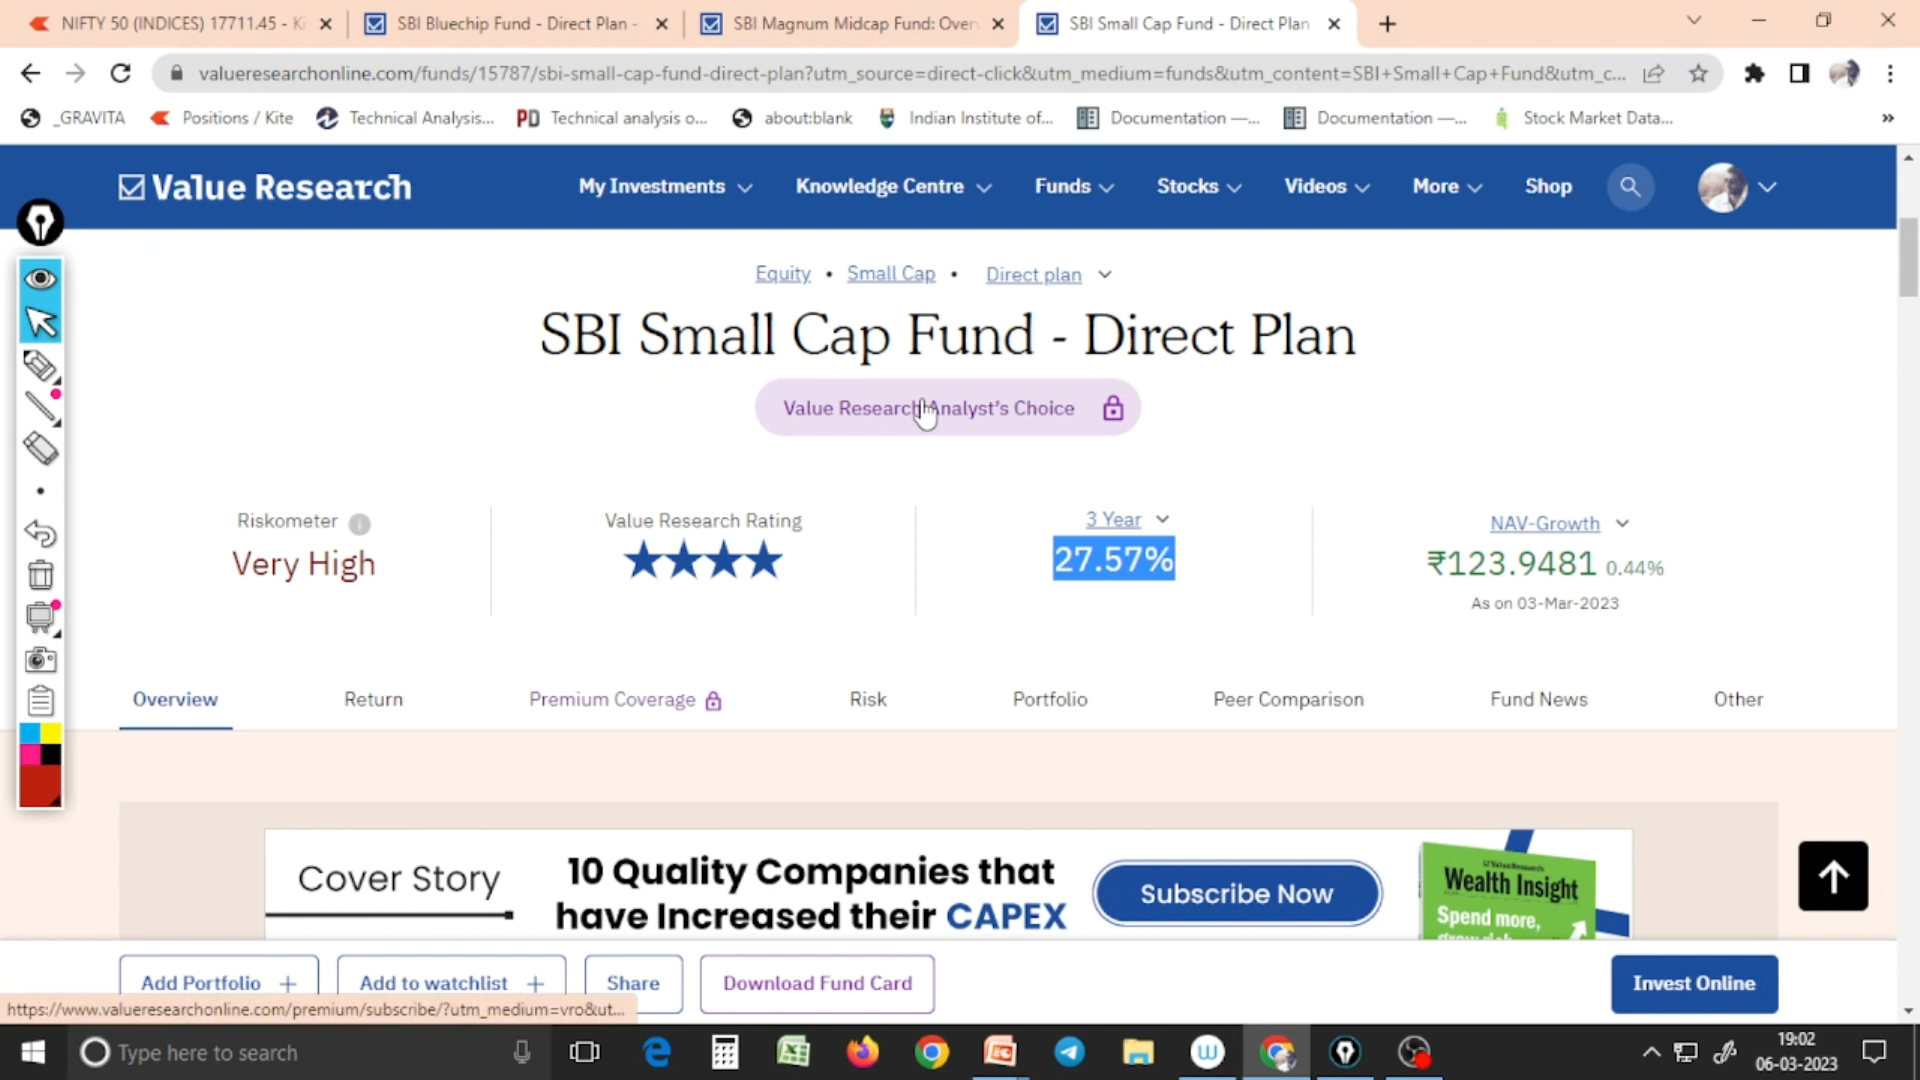 NIFTY 50 (INDICES) 17711.45 - Ki
SBI Bluechip Fund - Direct Plan -
SBI Magnum Midcap Fund: Over
SBI Small Cap Fund - Direct Plan
valueresearchonline.com/funds/15787/sbi-small-cap-fund-direct-plan?utm_source=direct-click&utm_medium=funds&utm_content=SBI+Small+Cap+Fund&utm_c...
_GRAVITA
Positions / Kite
Technical Analysis...
PD Technical analysis o...
about:blank
Indian Institute of...
Documentation —...
Documentation —...
Stock Market Data...
»
Value Research
My Investments
Knowledge Centre
Funds
Stocks
Videos
More
Shop
Equity • Small Cap • Direct plan
SBI Small Cap Fund - Direct Plan
Value Research Analyst's Choice
Riskometer
Very High
Value Research Rating
★★★★
3 Year
27.57%
NAV-Growth
₹123.9481 0.44%
As on 03-Mar-2023
Overview
Return
Premium Coverage
Risk
Portfolio
Peer Comparison
Fund News
Other
Cover Story
10 Quality Companies that
have Increased their CAPEX
Subscribe Now
Wealth Insight
Spend more,
Add Portfolio +
Add to watchlist +
Share
Download Fund Card
Invest Online
https://www.valueresearchonline.com/premium/subscribe/?utm_medium=vro&ut...
Type here to search
19:02
06-03-2023